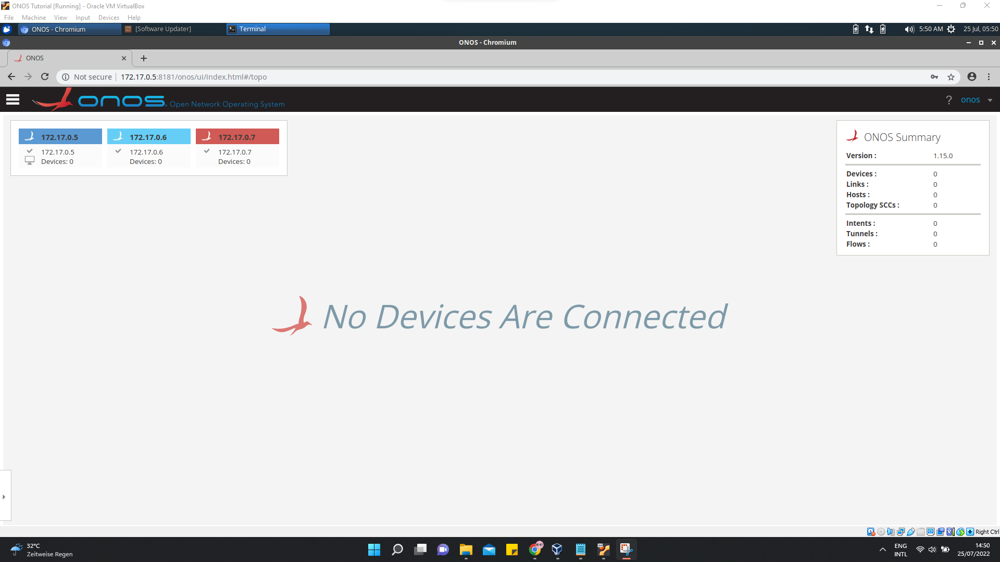 ONOS Tutorial [Running] - Oracle VM VirtualBox
File Machine View Input Devices Help
ONOS - Chromium [Software Updater] Terminal 5:50 AM 25 Jul, 05:50
ONOS - Chromium
ONOS
Not secure 172.17.0.5:8181/onos/ui/index.html#/topo
onos Open Network Operating System ? onos
172.17.0.5 172.17.0.6 172.17.0.7
172.17.0.5 172.17.0.6 172.17.0.7
Devices: 0 Devices: 0 Devices: 0
ONOS Summary
Version : 1.15.0
Devices : 0
Links : 0
Hosts : 0
Topology SCCs : 0
Intents : 0
Tunnels : 0
Flows : 0
No Devices Are Connected
Right Ctrl
32°C
Zeitweise Regen
ENG
INTL
14:50
25/07/2022